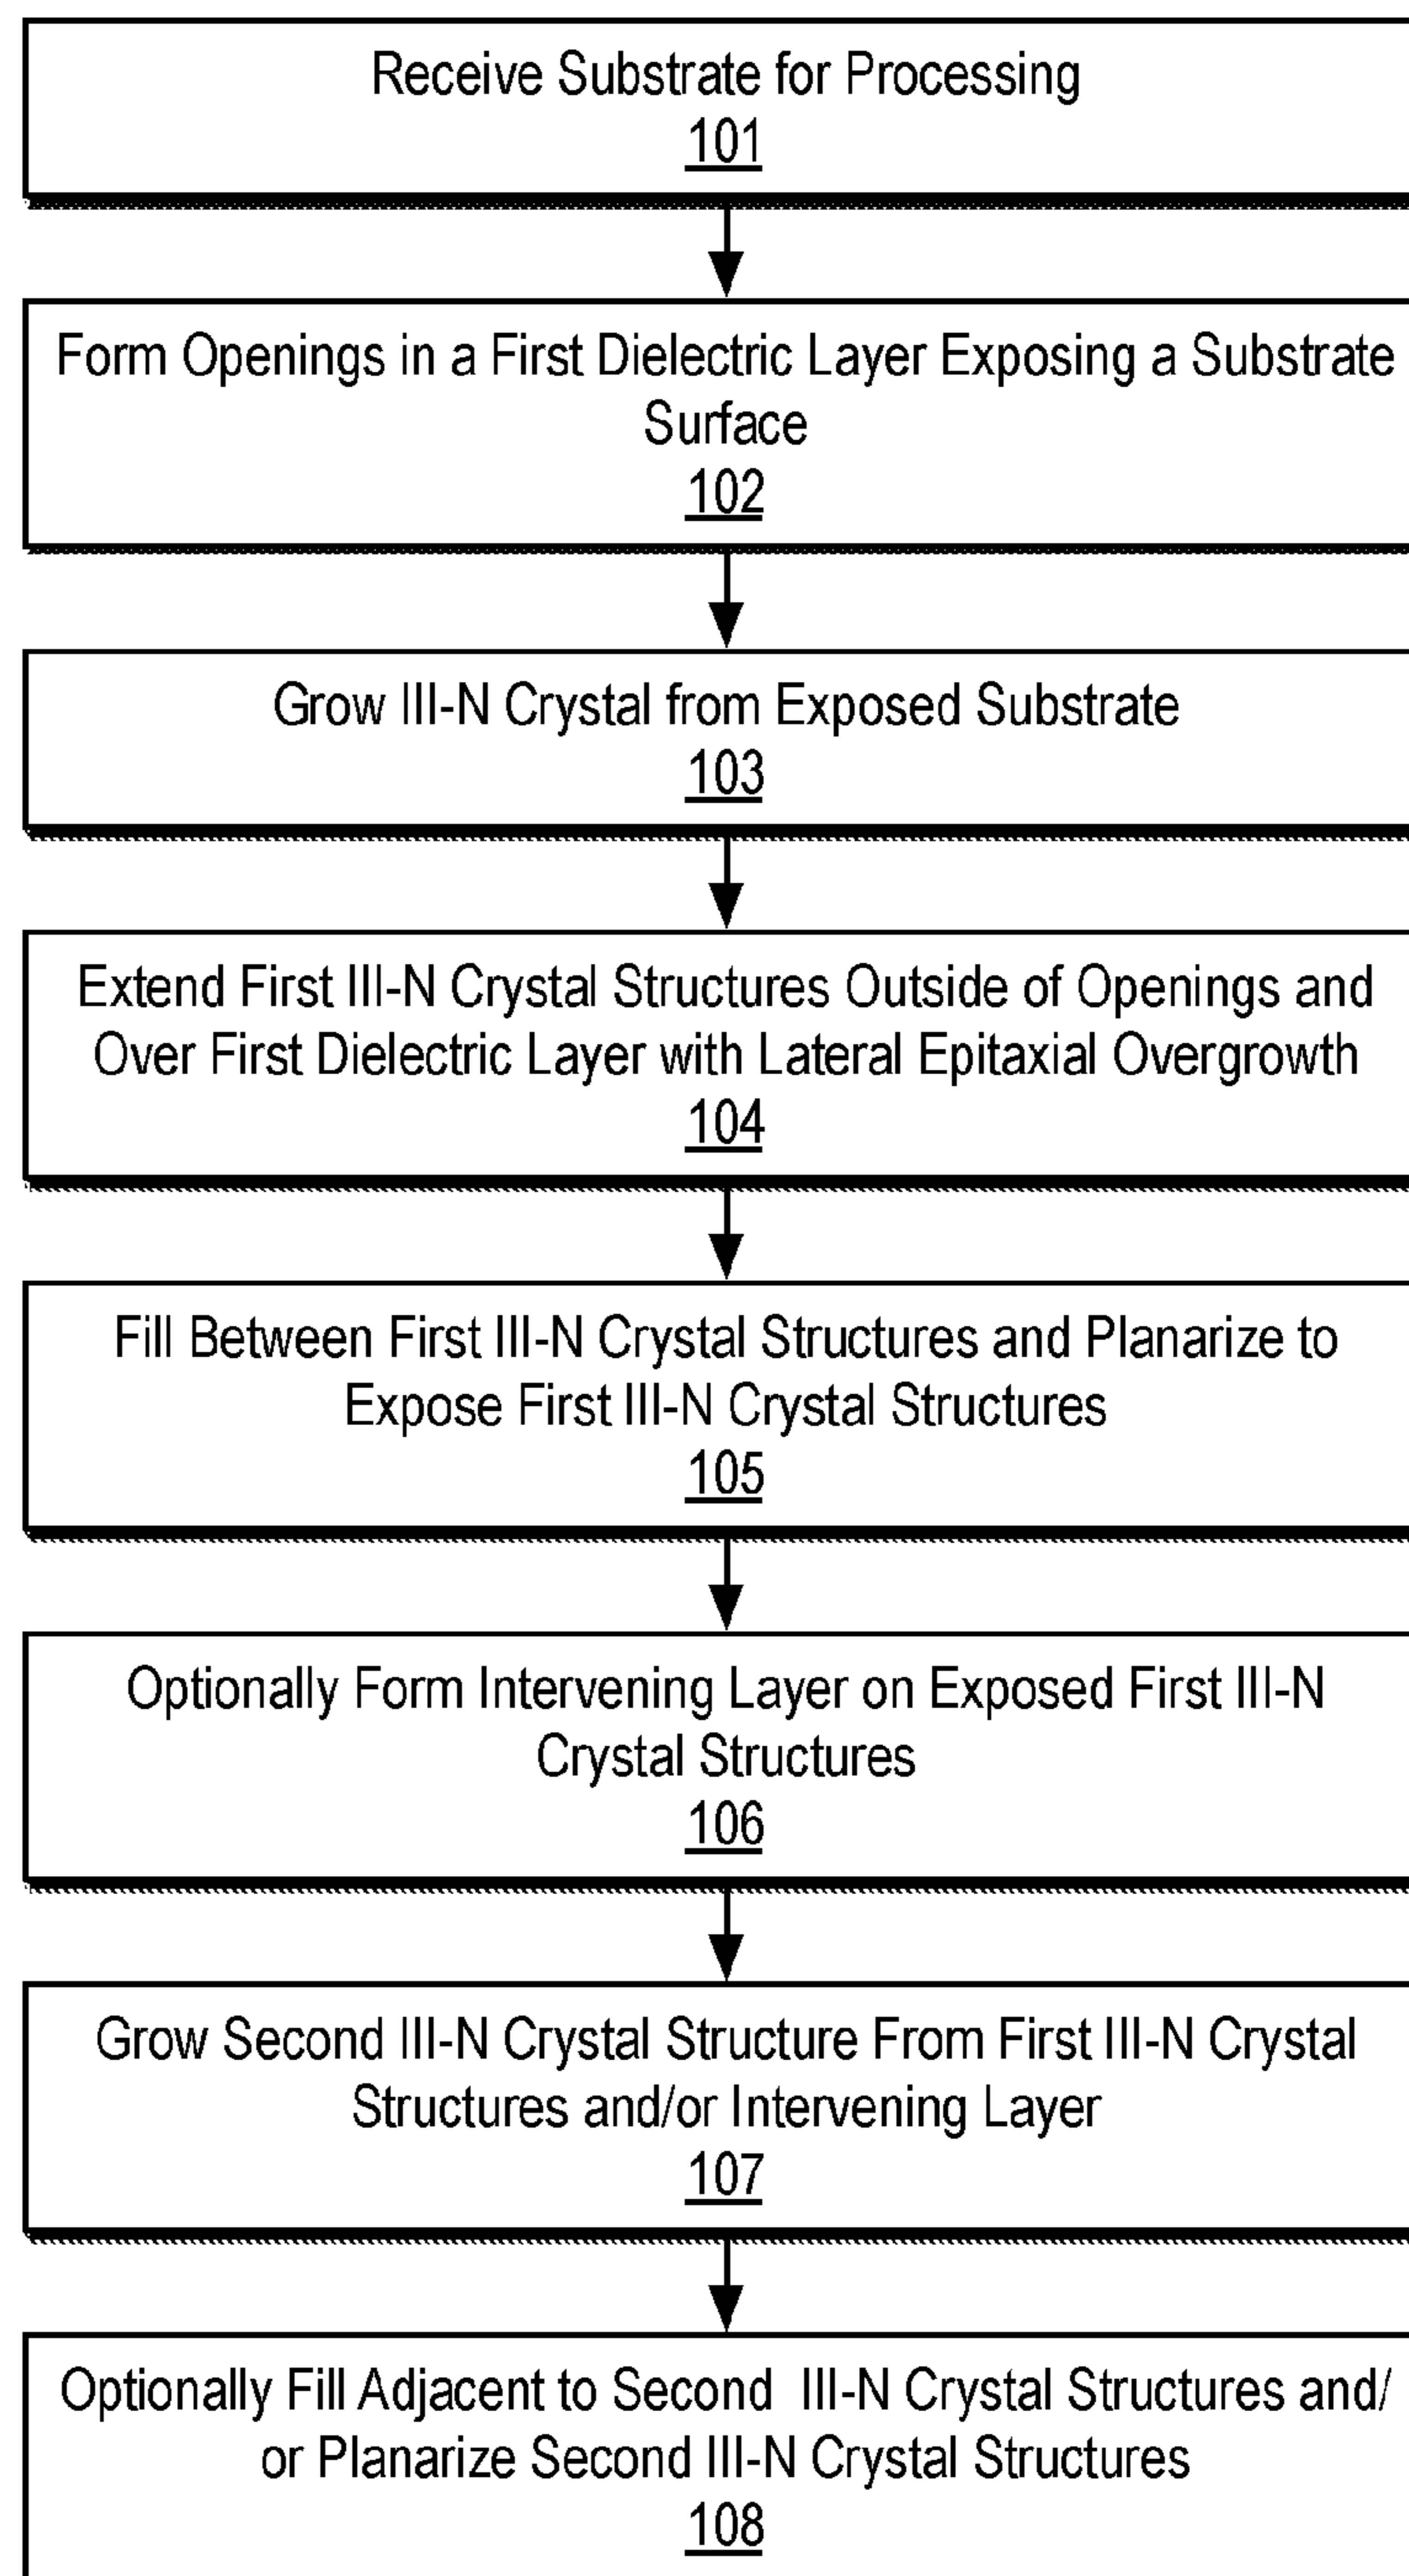 Receive Substrate for Processing
101
Form Openings in a First Dielectric Layer Exposing a Substrate
Surface
102
Grow III-N Crystal from Exposed Substrate
103
Extend First III-N Crystal Structures Outside of Openings and
Over First Dielectric Layer with Lateral Epitaxial Overgrowth
104
Fill Between First III-N Crystal Structures and Planarize to
Expose First III-N Crystal Structures
105
Optionally Form Intervening Layer on Exposed First III-N
Crystal Structures
106
Grow Second III-N Crystal Structure From First III-N Crystal
Structures and/or Intervening Layer
107
Optionally Fill Adjacent to Second III-N Crystal Structures and/
or Planarize Second III-N Crystal Structures
108